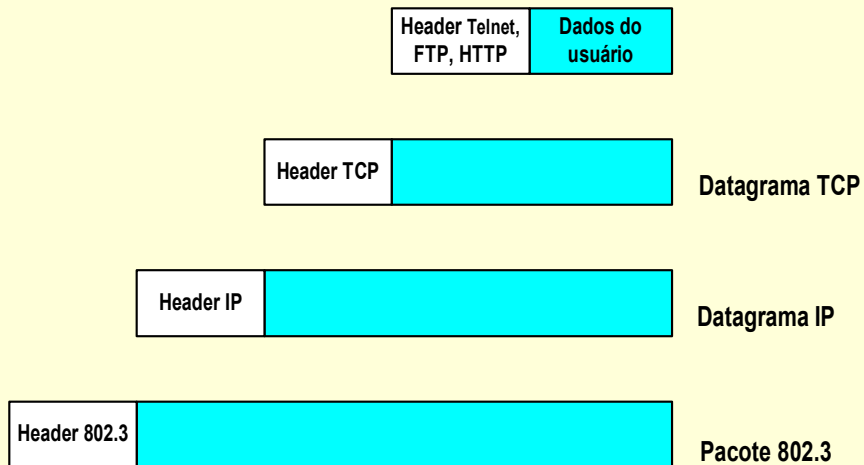 Header Telnet,
FTP, HTTP
Dados do
usuário
Header TCP
Datagrama TCP
Header IP
Datagrama IP
Header 802.3
Pacote 802.3